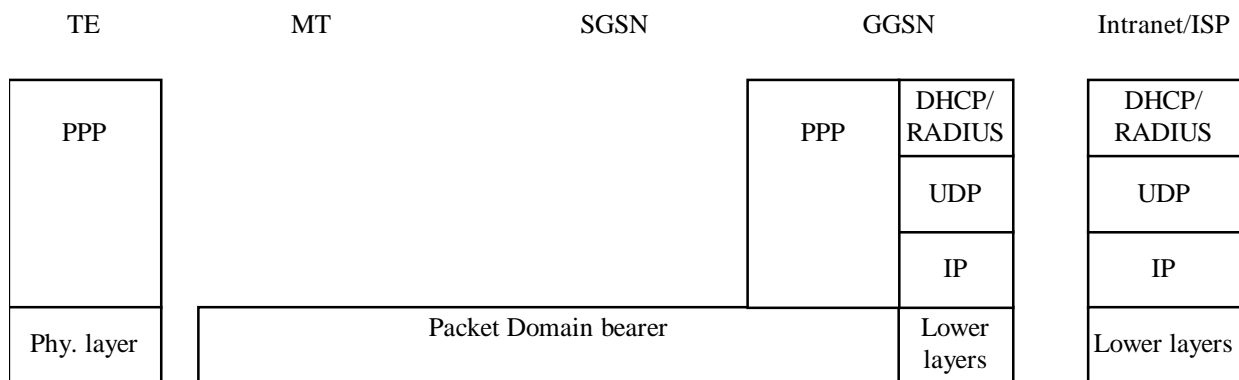 TE MT SGSN GGSN Intranet/ISP
PPP PPP DHCP/ DHCP/
RADIUS RADIUS
UDP UDP
IP IP
Phy. layer Packet Domain bearer Lower Lower layers
layers